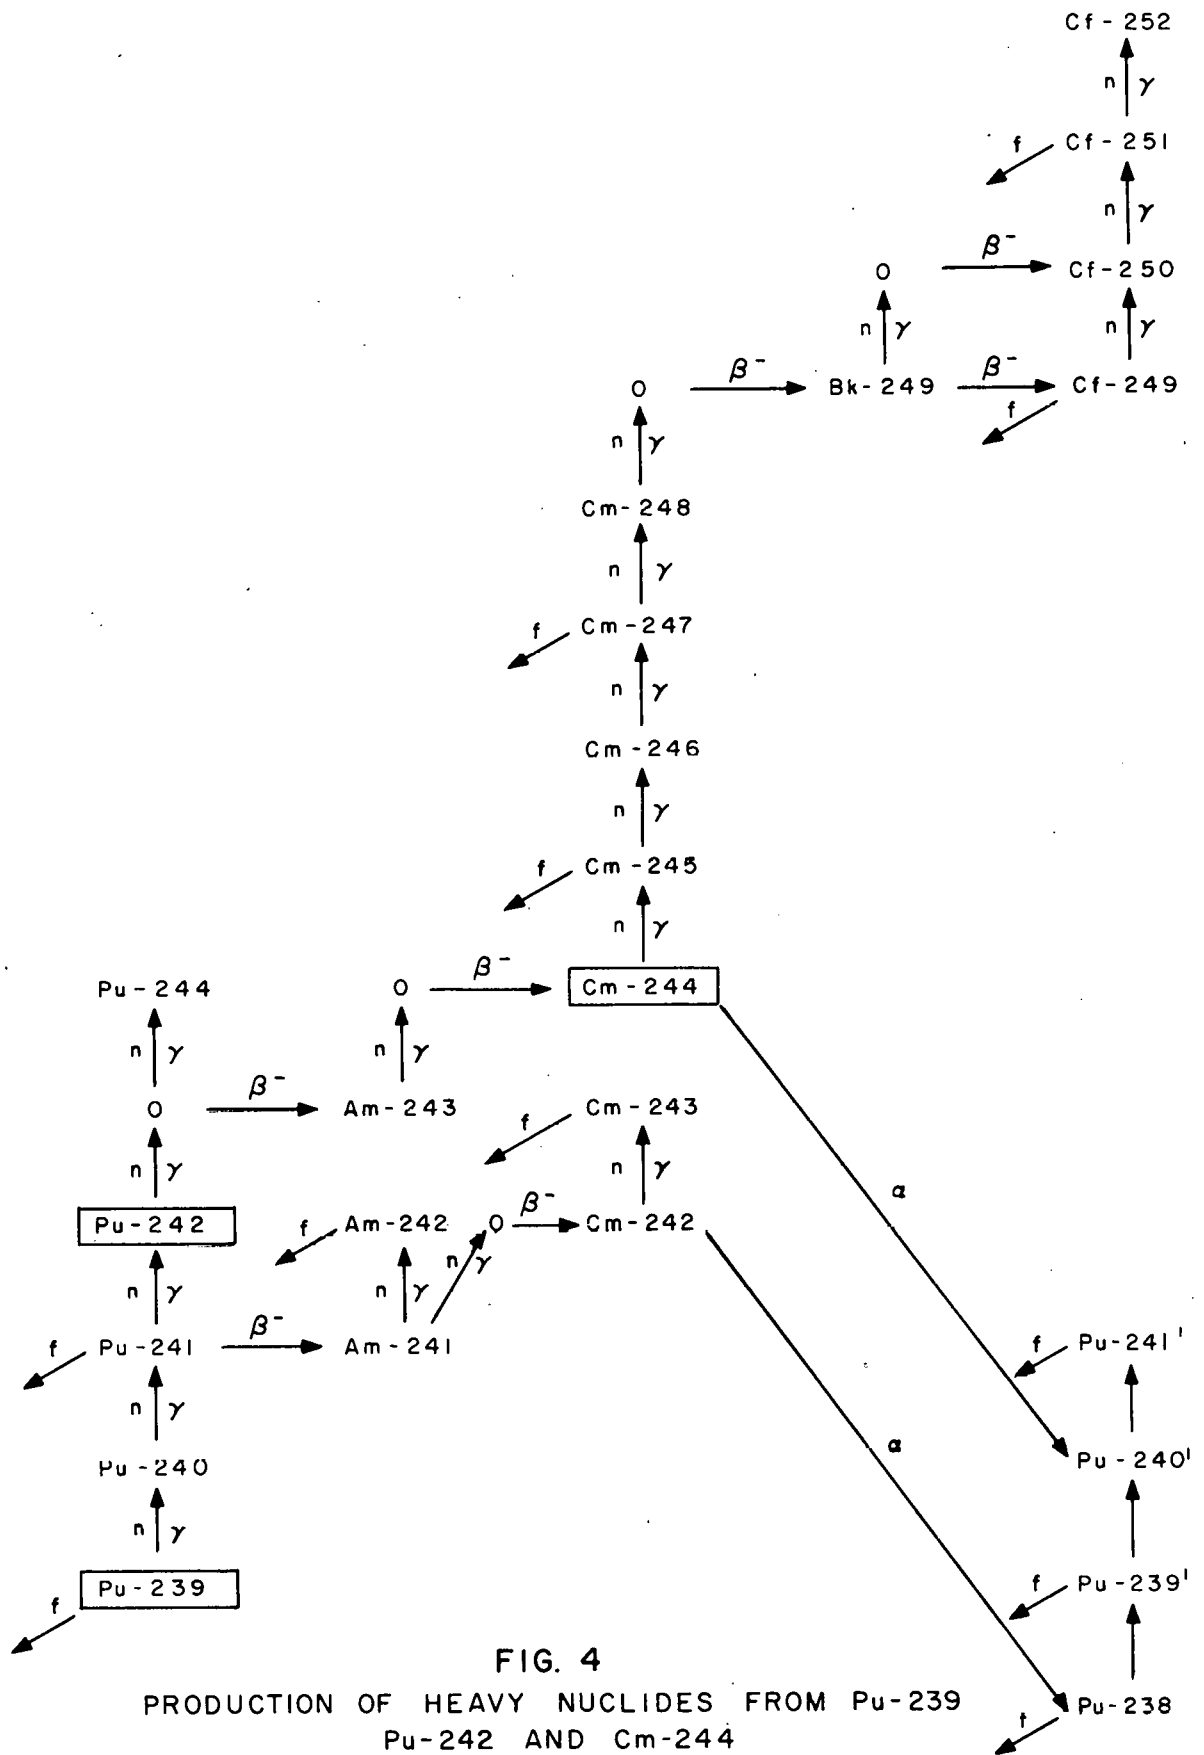 Cf - 252
n γ
f Cf - 251
n γ
O β⁻ Cf - 250
n γ n γ
O β⁻ Bk - 249 β⁻ Cf - 249
f
n γ
Cm - 248
n γ
f Cm - 247
n γ
Cm - 246
n γ
f Cm - 245
n γ
Pu - 244 O β⁻ Cm - 244
n γ n γ
O β⁻ Am - 243 f Cm - 243
n γ n γ α
Pu - 242 f Am - 242 O β⁻ Cm - 242
n γ n γ n γ
f Pu - 241 β⁻ Am - 241 f Pu - 241'
n γ α
Pu - 240 Pu - 240'
n γ
f Pu - 239 f Pu - 239'
f Pu - 238
FIG. 4
PRODUCTION OF HEAVY NUCLIDES FROM Pu-239
Pu-242 AND Cm-244